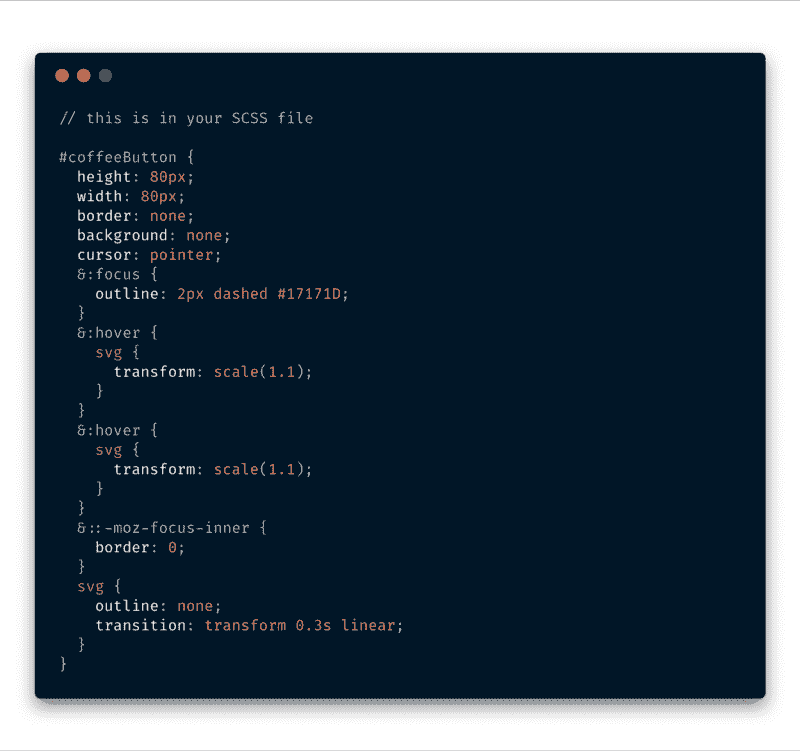 // this is in your SCSS file
#coffeeButton {
height: 80px;
width: 80px;
border: none;
background: none;
cursor: pointer;
&:focus {
outline: 2px dashed #17171D;
}
&:hover {
svg {
transform: scale(1.1);
}
}
&:hover {
svg {
transform: scale(1.1);
}
}
&::-moz-focus-inner {
border: 0;
}
svg {
outline: none;
transition: transform 0.3s linear;
}
}